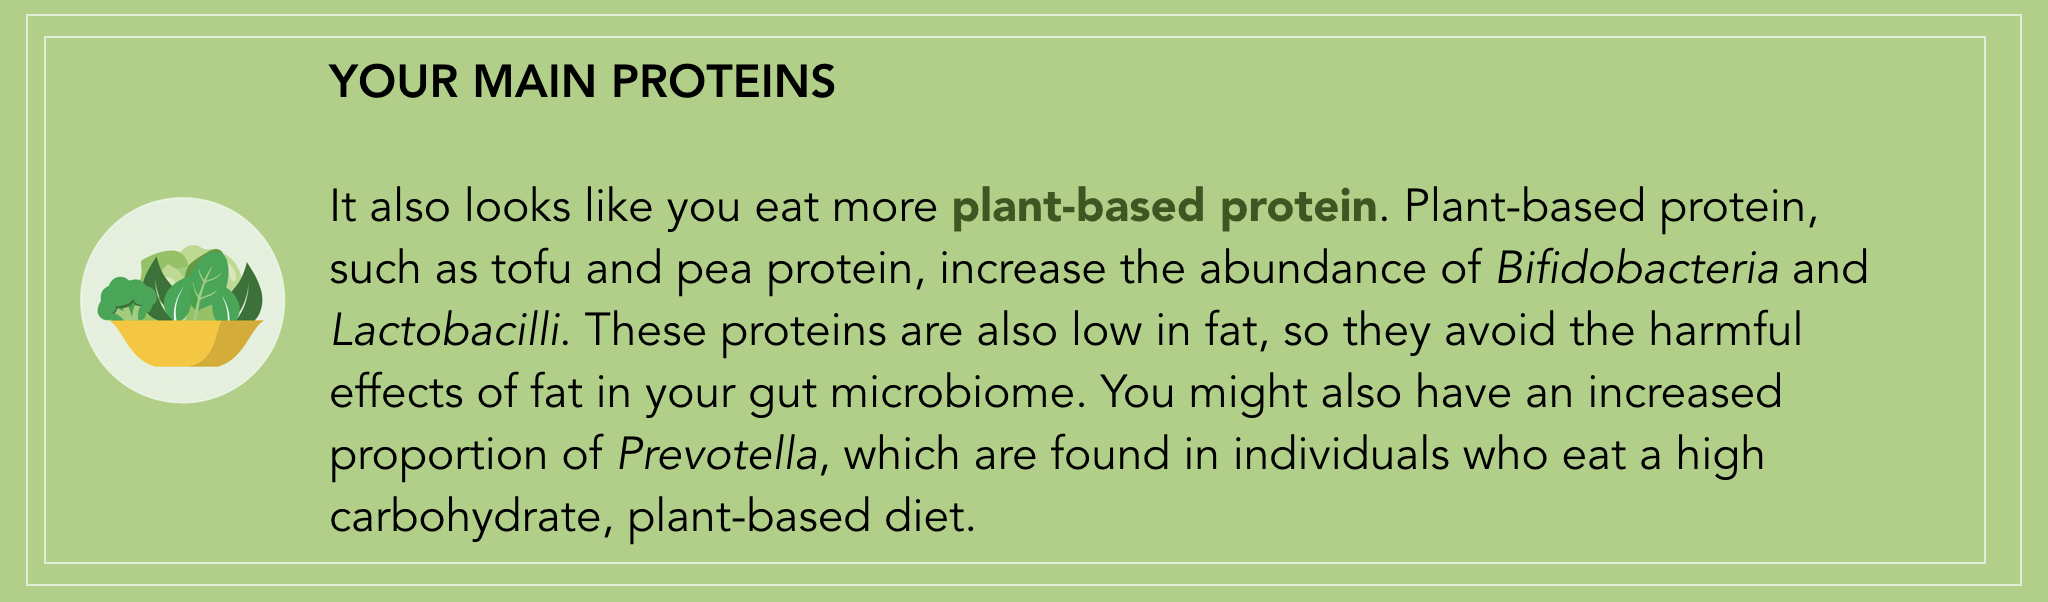 YOUR MAIN PROTEINS
It also looks like you eat more plant-based protein. Plant-based protein,
such as tofu and pea protein, increase the abundance of Bifidobacteria and
Lactobacilli. These proteins are also low in fat, so they avoid the harmful
effects of fat in your gut microbiome. You might also have an increased
proportion of Prevotella, which are found in individuals who eat a high
carbohydrate, plant-based diet.